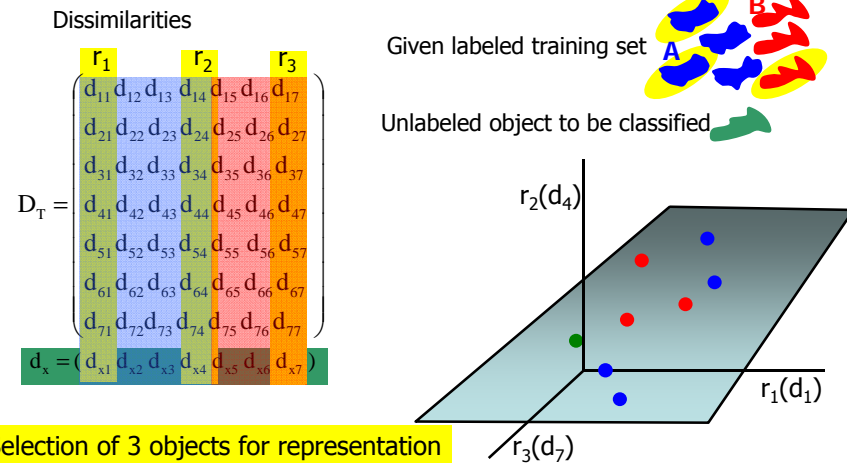 Dissimilarities
r1 r2 r3
d11 d12 d13 d14 d15 d16 d17
d21 d22 d23 d24 d25 d26 d27
d31 d32 d33 d34 d35 d36 d37
DT = d41 d42 d43 d44 d45 d46 d47
d51 d52 d53 d54 d55 d56 d57
d61 d62 d63 d64 d65 d66 d67
d71 d72 d73 d74 d75 d76 d77
dx = ( dx1 dx2 dx3 dx4 dx5 dx6 dx7 )
election of 3 objects for representation
B
Given labeled training set A
Unlabeled object to be classified
r2(d4)
r1(d1)
r3(d7)